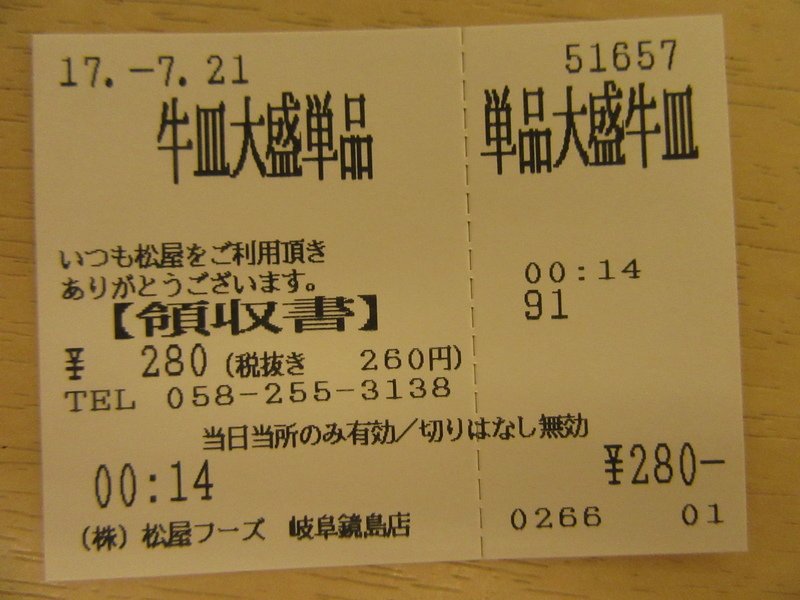 17.-7.21
51657
牛皿大盛単品
単品大盛牛皿
いつも松屋をご利用頂き
ありがとうございます。
【領収書】
00:14
91
¥ 280(税抜き 260円)
TEL 058-255-3138
当日当所のみ有効/切りはなし無効
00:14
¥280-
(株)松屋フーズ 岐阜鏡島店
0266 01